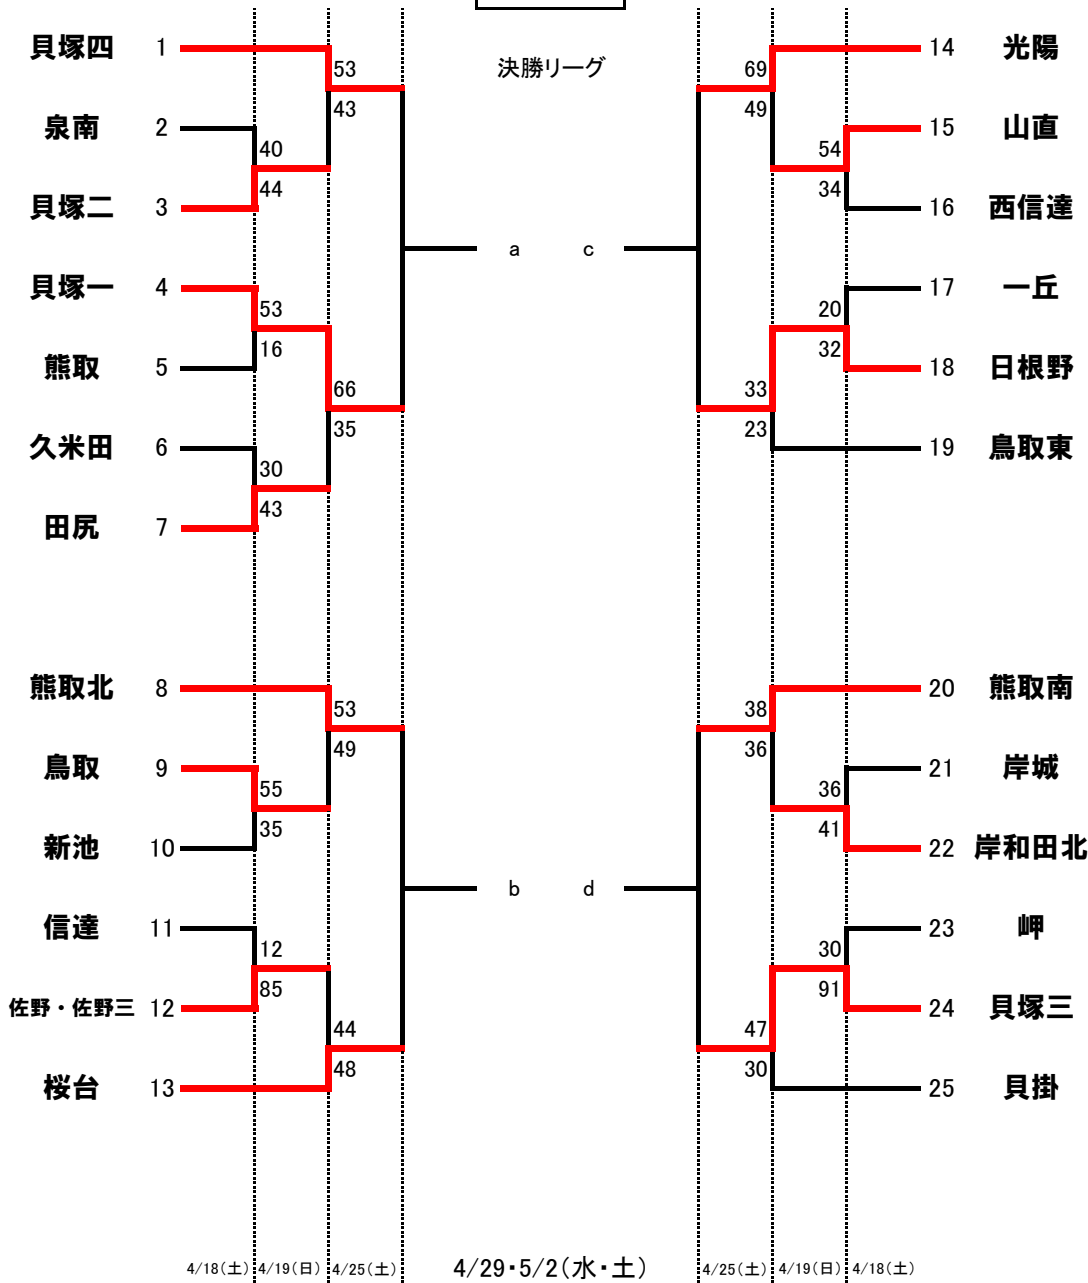 決勝リーグ
貝塚四 1
53
43
泉南 2
40
44
貝塚二 3
貝塚一 4
53
16
熊取 5
66
35
久米田 6
30
43
田尻 7
a
熊取北 8
53
49
鳥取 9
55
35
新池 10
信達 11
12
85
佐野・佐野三 12
44
48
桜台 13
b
14 光陽
69
49
15 山直
54
34
16 西信達
c
17 一丘
20
32
18 日根野
33
23
19 鳥取東
20 熊取南
38
36
21 岸城
36
41
22 岸和田北
d
23 岬
30
91
24 貝塚三
47
30
25 貝掛
4/18(土) 4/19(日) 4/25(土) 4/29・5/2(水・土) 4/25(土) 4/19(日) 4/18(土)